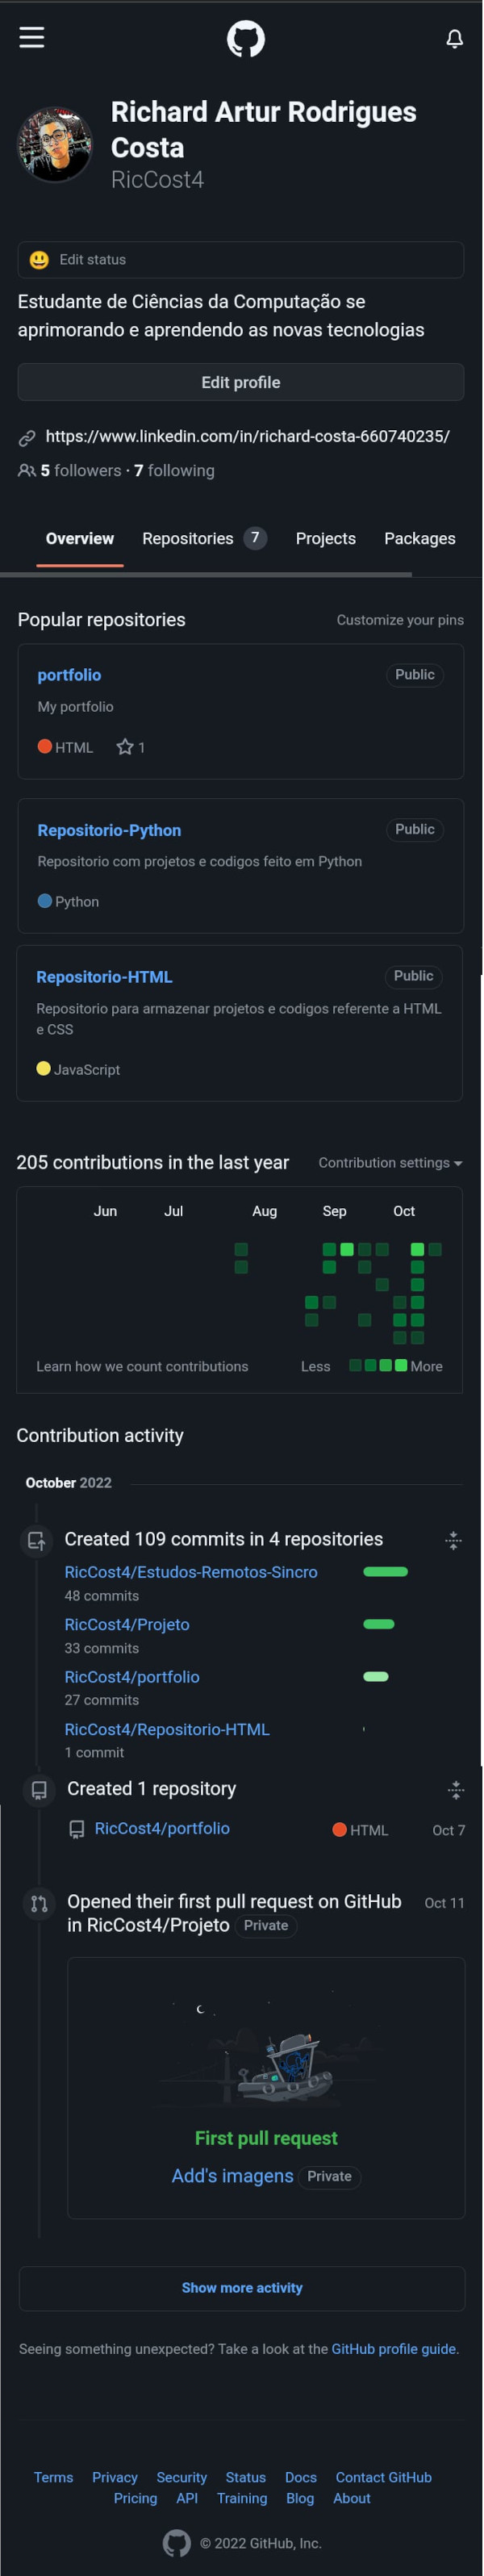 Richard Artur Rodrigues
Costa
RicCost4
Edit status
Estudante de Ciências da Computação se
aprimorando e aprendendo as novas tecnologias
Edit profile
https://www.linkedin.com/in/richard-costa-660740235/
5 followers · 7 following
Overview Repositories 7 Projects Packages
Popular repositories Customize your pins
portfolio Public
My portfolio
HTML 1
Repositorio-Python Public
Repositorio com projetos e codigos feito em Python
Python
Repositorio-HTML Public
Repositorio para armazenar projetos e codigos referente a HTML
e CSS
JavaScript
205 contributions in the last year Contribution settings
Jun Jul Aug Sep Oct
Learn how we count contributions Less More
Contribution activity
October 2022
Created 109 commits in 4 repositories
RicCost4/Estudos-Remotos-Sincro
48 commits
RicCost4/Projeto
33 commits
RicCost4/portfolio
27 commits
RicCost4/Repositorio-HTML
1 commit
Created 1 repository
RicCost4/portfolio HTML Oct 7
Opened their first pull request on GitHub Oct 11
in RicCost4/Projeto Private
First pull request
Add's imagens Private
Show more activity
Seeing something unexpected? Take a look at the GitHub profile guide.
Terms Privacy Security Status Docs Contact GitHub
Pricing API Training Blog About
© 2022 GitHub, Inc.